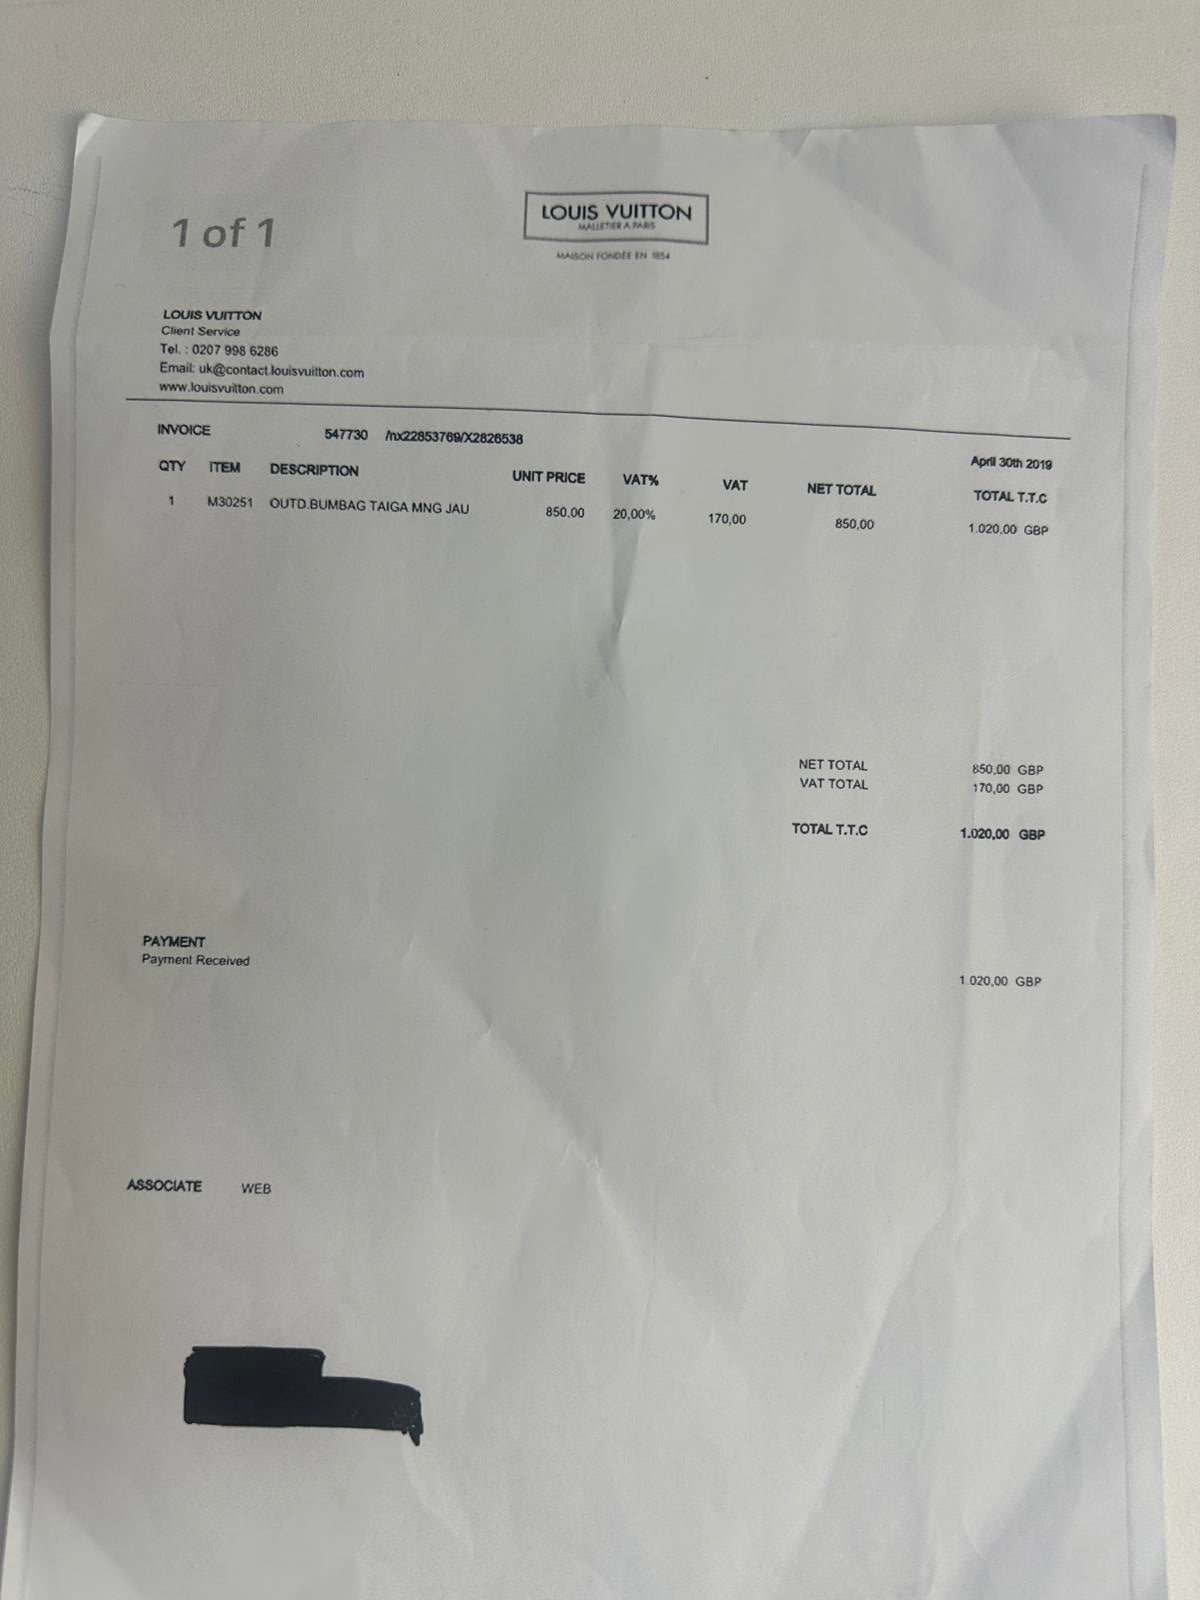 1 of 1
LOUIS VUITTON
MALLETIER A PARIS
MAISON FONDÉE EN 1854
LOUIS VUITTON
Client Service
Tel. : 0207 998 6286
Email: uk@contact.louisvuitton.com
www.louisvuitton.com
INVOICE 547730 /nx22853769/X2826538
April 30th 2019
QTY ITEM DESCRIPTION UNIT PRICE VAT% VAT NET TOTAL TOTAL T.T.C
1 M30251 OUTD.BUMBAG TAIGA MNG JAU 850.00 20,00% 170,00 850,00 1.020,00 GBP
NET TOTAL 850,00 GBP
VAT TOTAL 170,00 GBP
TOTAL T.T.C 1.020,00 GBP
PAYMENT
Payment Received
1.020,00 GBP
ASSOCIATE WEB